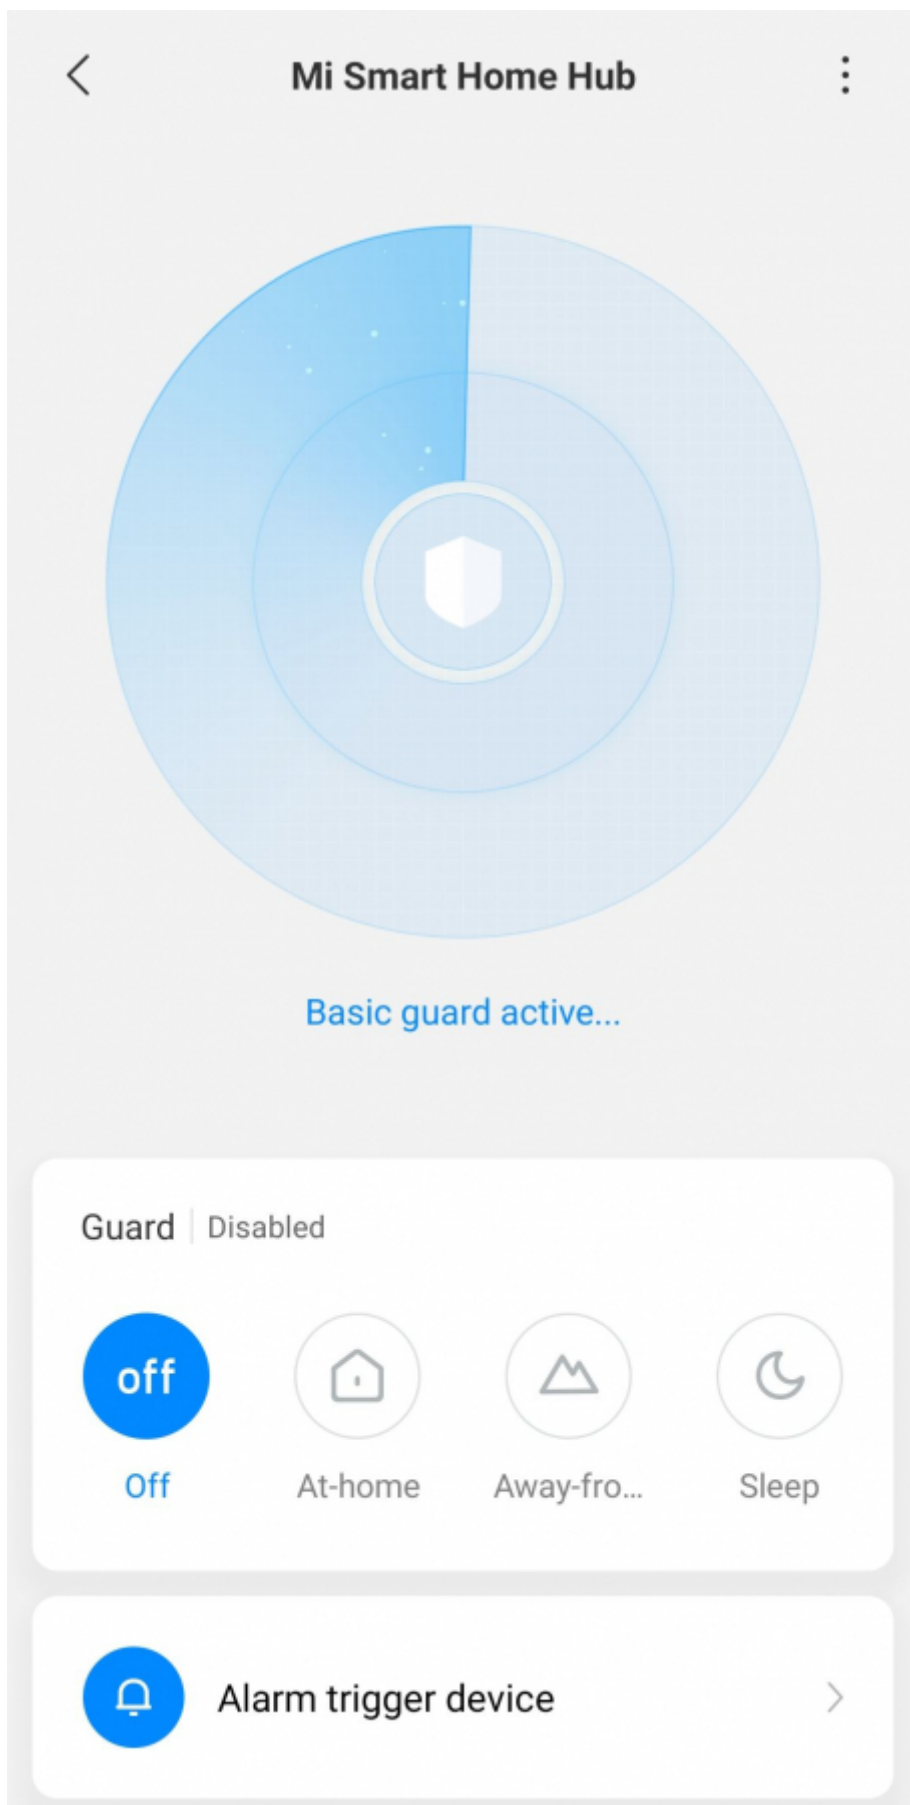 Mi Smart Home Hub
Basic guard active...
Guard Disabled
off
Off At-home Away-fro... Sleep
Alarm trigger device